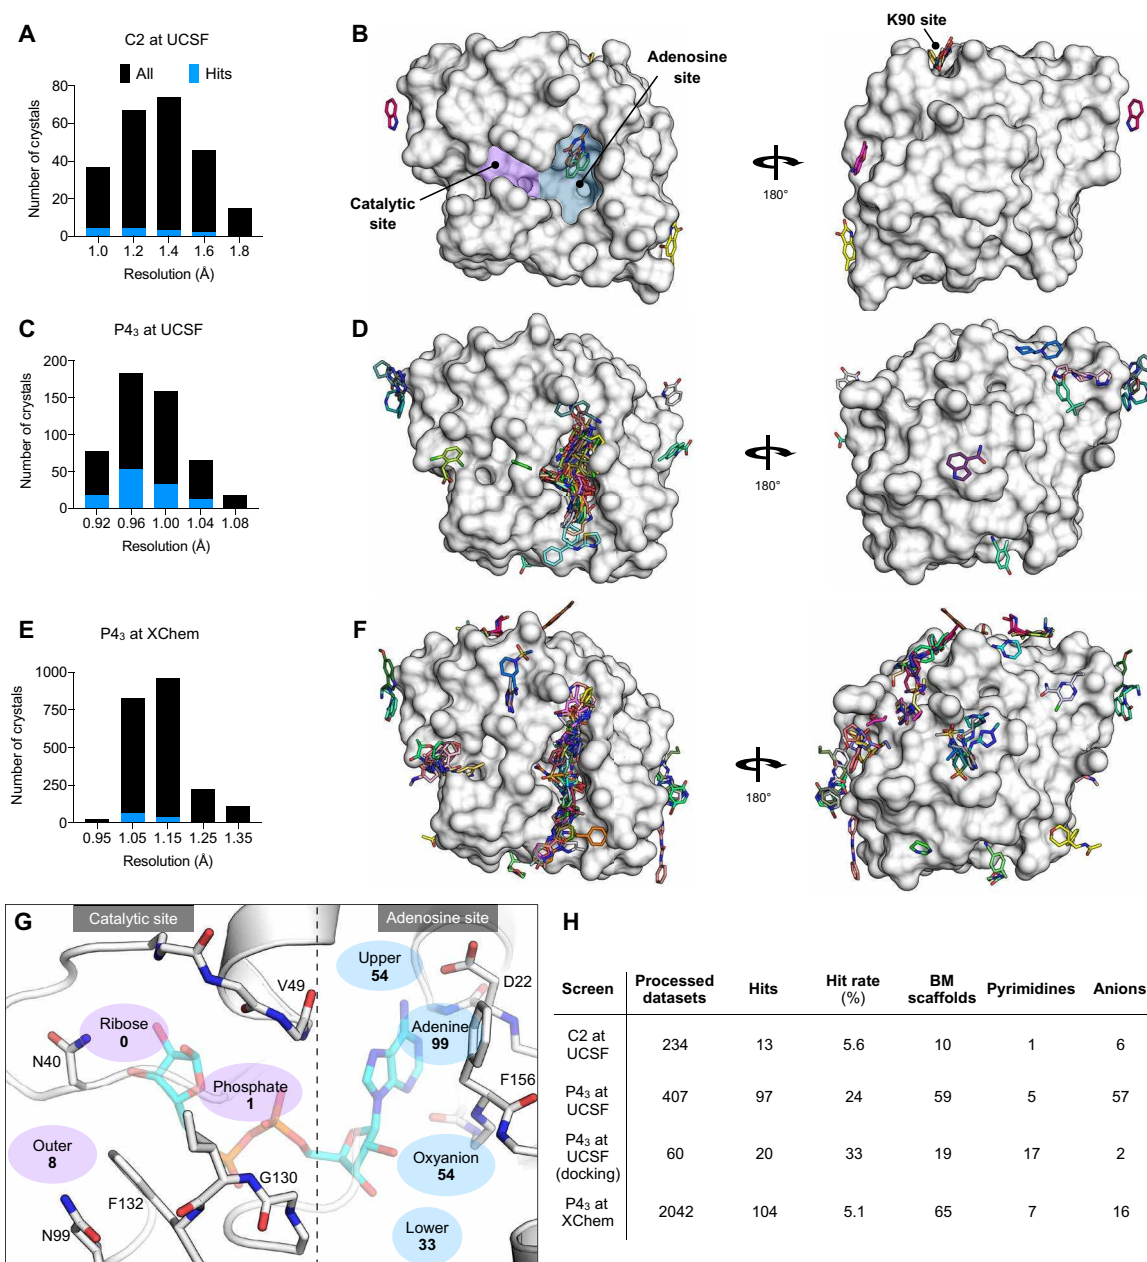 A
C2 at UCSF
All
Hits
Number of crystals
80
60
40
20
0
1.0 1.2 1.4 1.6 1.8
Resolution (Å)
B
Adenosine
site
Catalytic
site
180°
K90 site
C
P4₃ at UCSF
Number of crystals
200
150
100
50
0
0.92 0.96 1.00 1.04 1.08
Resolution (Å)
D
180°
E
P4₃ at XChem
Number of crystals
1000
750
500
250
0
0.95 1.05 1.15 1.25 1.35
Resolution (Å)
F
180°
G
Catalytic site
Adenosine site
Upper
54
D22
V49
Ribose
0
Adenine
99
N40
F156
Phosphate
1
Outer
8
Oxyanion
54
G130
F132
N99
Lower
33
H
Screen Processed datasets Hits Hit rate (%) BM scaffolds Pyrimidines Anions
C2 at UCSF 234 13 5.6 10 1 6
P4₃ at UCSF 407 97 24 59 5 57
P4₃ at UCSF (docking) 60 20 33 19 17 2
P4₃ at XChem 2042 104 5.1 65 7 16